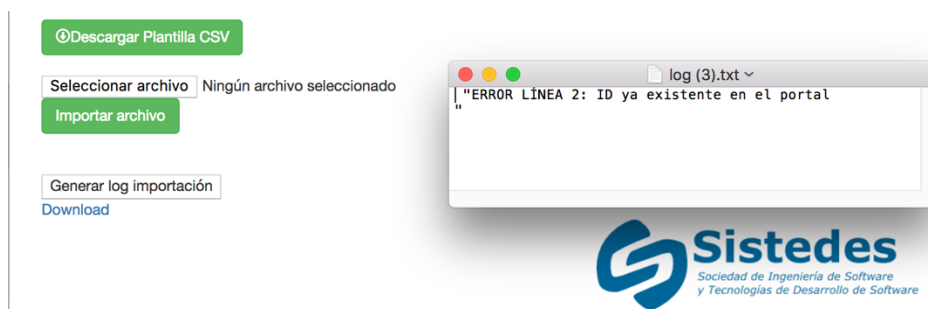 Descargar Plantilla CSV
Seleccionar archivo Ningún archivo seleccionado
Importar archivo
Generar log importación
Download
log (3).txt
"ERROR LÍNEA 2: ID ya existente en el portal
"
Sistedes
Sociedad de Ingeniería de Software
y Tecnologías de Desarrollo de Software